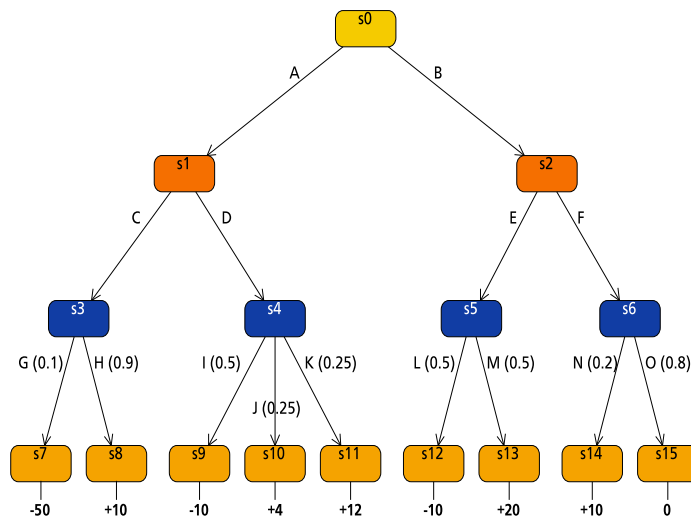 s0
A B
s1 s2
C D E F
s3 s4 s5 s6
G (0.1) H (0.9) I (0.5) K (0.25) L (0.5) M (0.5) N (0.2) O (0.8)
J (0.25)
s7 s8 s9 s10 s11 s12 s13 s14 s15
-50 +10 -10 +4 +12 -10 +20 +10 0